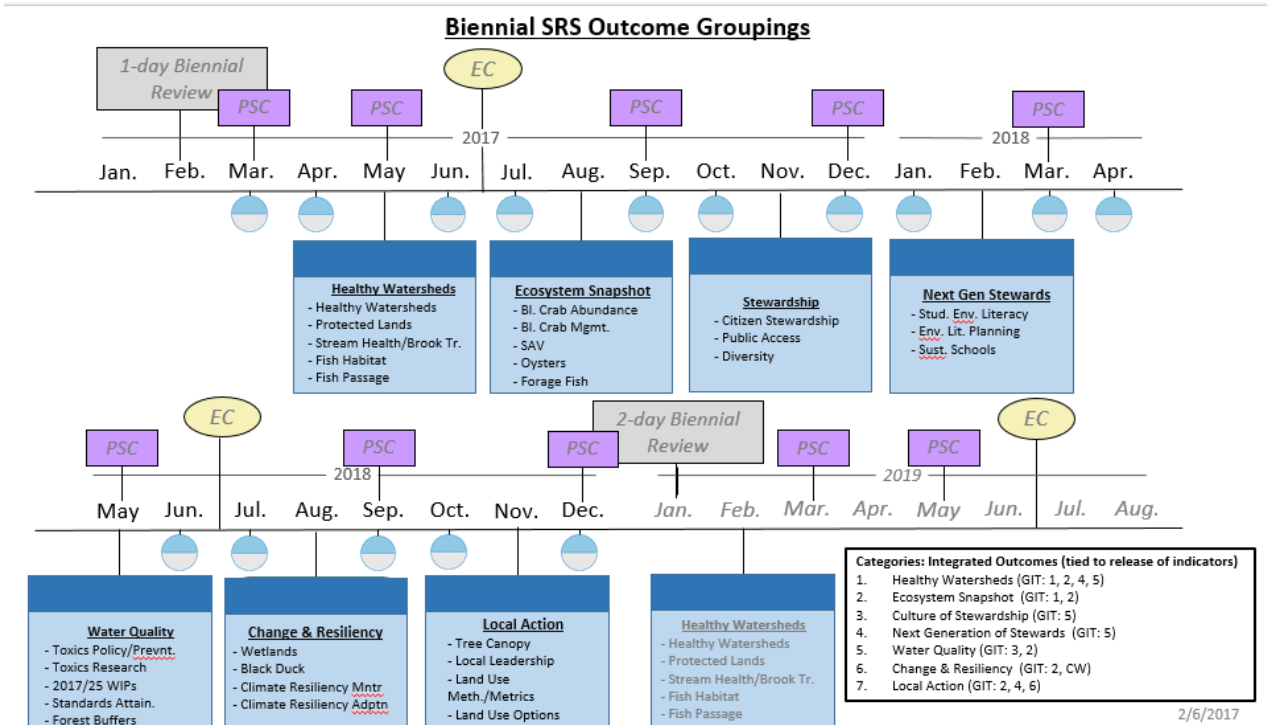 Biennial SRS Outcome Groupings
1-day Biennial
Review
EC
PSC
PSC
PSC
PSC
PSC
2017
2018
Jan. Feb. Mar. Apr. May Jun. Jul. Aug. Sep. Oct. Nov. Dec. Jan. Feb. Mar. Apr.
Healthy Watersheds
- Healthy Watersheds
- Protected Lands
- Stream Health/Brook Tr.
- Fish Habitat
- Fish Passage
Ecosystem Snapshot
- Bl. Crab Abundance
- Bl. Crab Mgmt.
- SAV
- Oysters
- Forage Fish
Stewardship
- Citizen Stewardship
- Public Access
- Diversity
Next Gen Stewards
- Stud. Env. Literacy
- Env. Lit. Planning
- Sust. Schools
EC
2-day Biennial
Review
EC
PSC
PSC
PSC
PSC
PSC
2018
2019
May Jun. Jul. Aug. Sep. Oct. Nov. Dec. Jan. Feb. Mar. Apr. May Jun. Jul. Aug.
Water Quality
- Toxics Policy/Prevnt.
- Toxics Research
- 2017/25 WIPs
- Standards Attain.
- Forest Buffers
Change & Resiliency
- Wetlands
- Black Duck
- Climate Resiliency Mntr
- Climate Resiliency Adptn
Local Action
- Tree Canopy
- Local Leadership
- Land Use
Meth./Metrics
- Land Use Options
Healthy Watersheds
- Healthy Watersheds
- Protected Lands
- Stream Health/Brook Tr.
- Fish Habitat
- Fish Passage
Categories: Integrated Outcomes (tied to release of indicators)
1. Healthy Watersheds (GIT: 1, 2, 4, 5)
2. Ecosystem Snapshot (GIT: 1, 2)
3. Culture of Stewardship (GIT: 5)
4. Next Generation of Stewards (GIT: 5)
5. Water Quality (GIT: 3, 2)
6. Change & Resiliency (GIT: 2, CW)
7. Local Action (GIT: 2, 4, 6)
2/6/2017